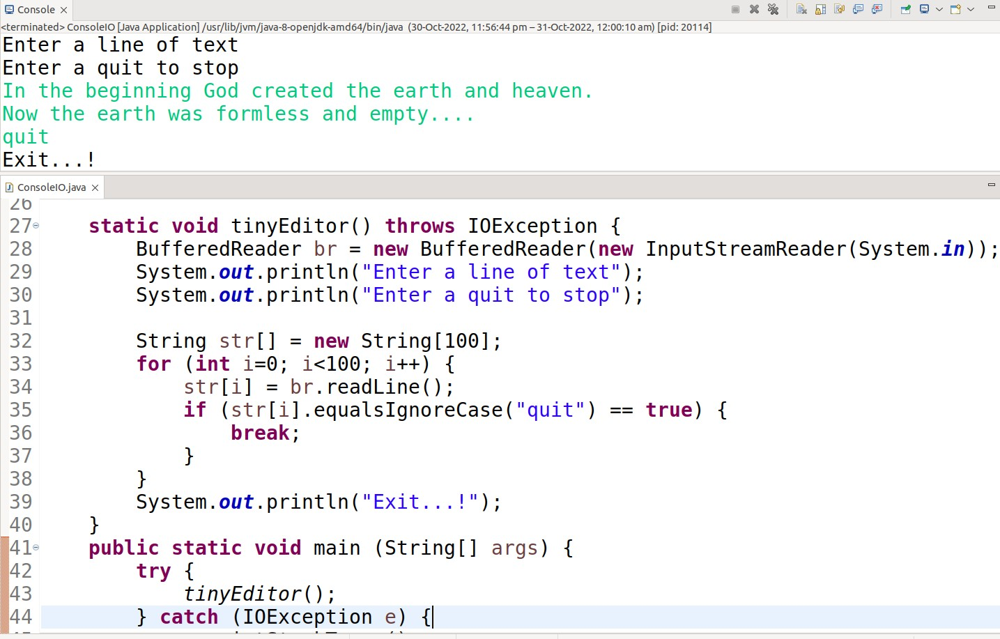 Console
<terminated> ConsoleIO [Java Application] /usr/lib/jvm/java-8-openjdk-amd64/bin/java (30-Oct-2022, 11:56:44 pm – 31-Oct-2022, 12:00:10 am) [pid: 20114]
Enter a line of text
Enter a quit to stop
In the beginning God created the earth and heaven.
Now the earth was formless and empty....
quit
Exit...!
ConsoleIO.java
26
27 static void tinyEditor() throws IOException {
28 BufferedReader br = new BufferedReader(new InputStreamReader(System.in));
29 System.out.println("Enter a line of text");
30 System.out.println("Enter a quit to stop");
31
32 String str[] = new String[100];
33 for (int i=0; i<100; i++) {
34 str[i] = br.readLine();
35 if (str[i].equalsIgnoreCase("quit") == true) {
36 break;
37 }
38 }
39 System.out.println("Exit...!");
40 }
41 public static void main (String[] args) {
42 try {
43 tinyEditor();
44 } catch (IOException e) {